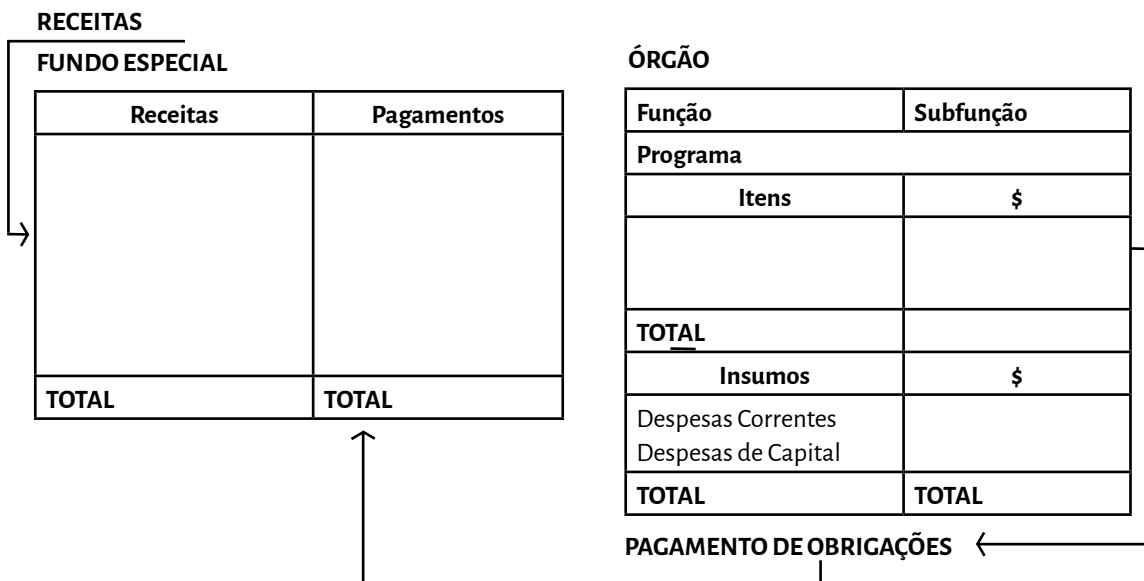 RECEITAS
FUNDO ESPECIAL
Receitas Pagamentos
TOTAL TOTAL
ÓRGÃO
Função Subfunção
Programa
Itens $
TOTAL
Insumos $
Despesas Correntes
Despesas de Capital
TOTAL TOTAL
PAGAMENTO DE OBRIGAÇÕES